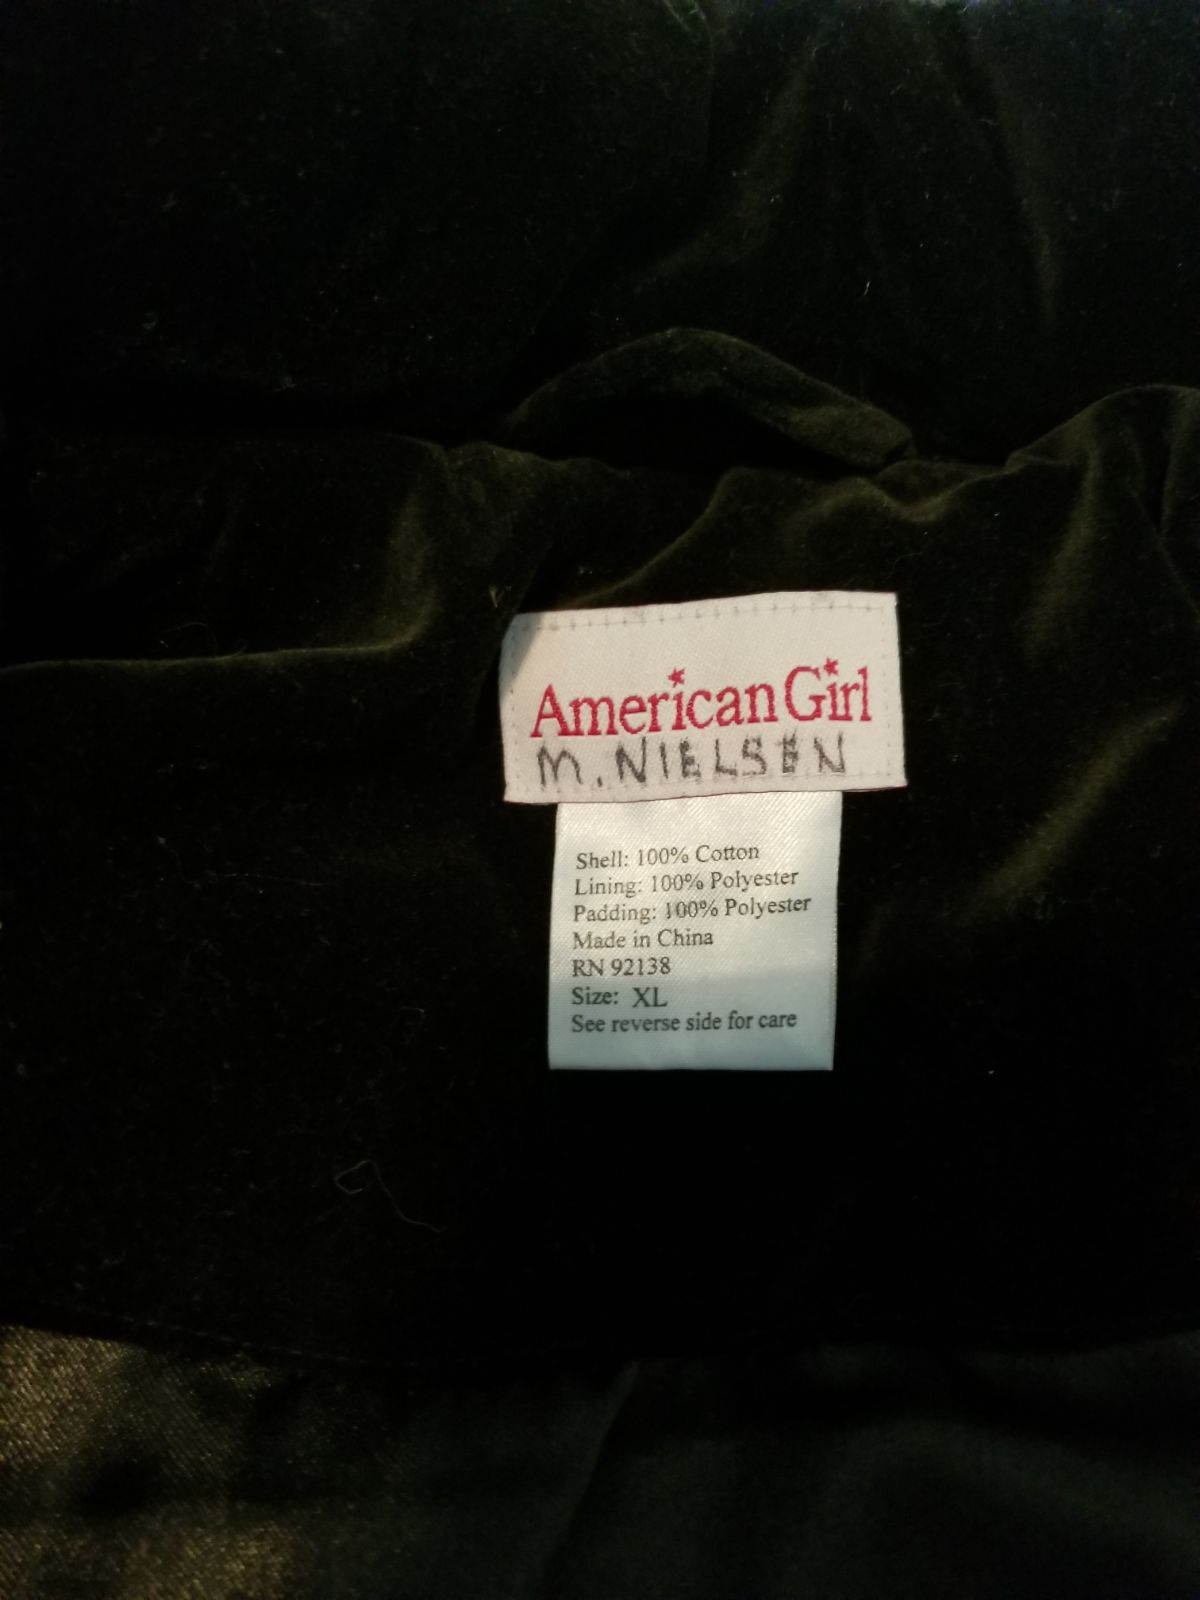 American Girl
M. NIELSEN
Shell: 100% Cotton
Lining: 100% Polyester
Padding: 100% Polyester
Made in China
RN 92138
Size: XL
See reverse side for care